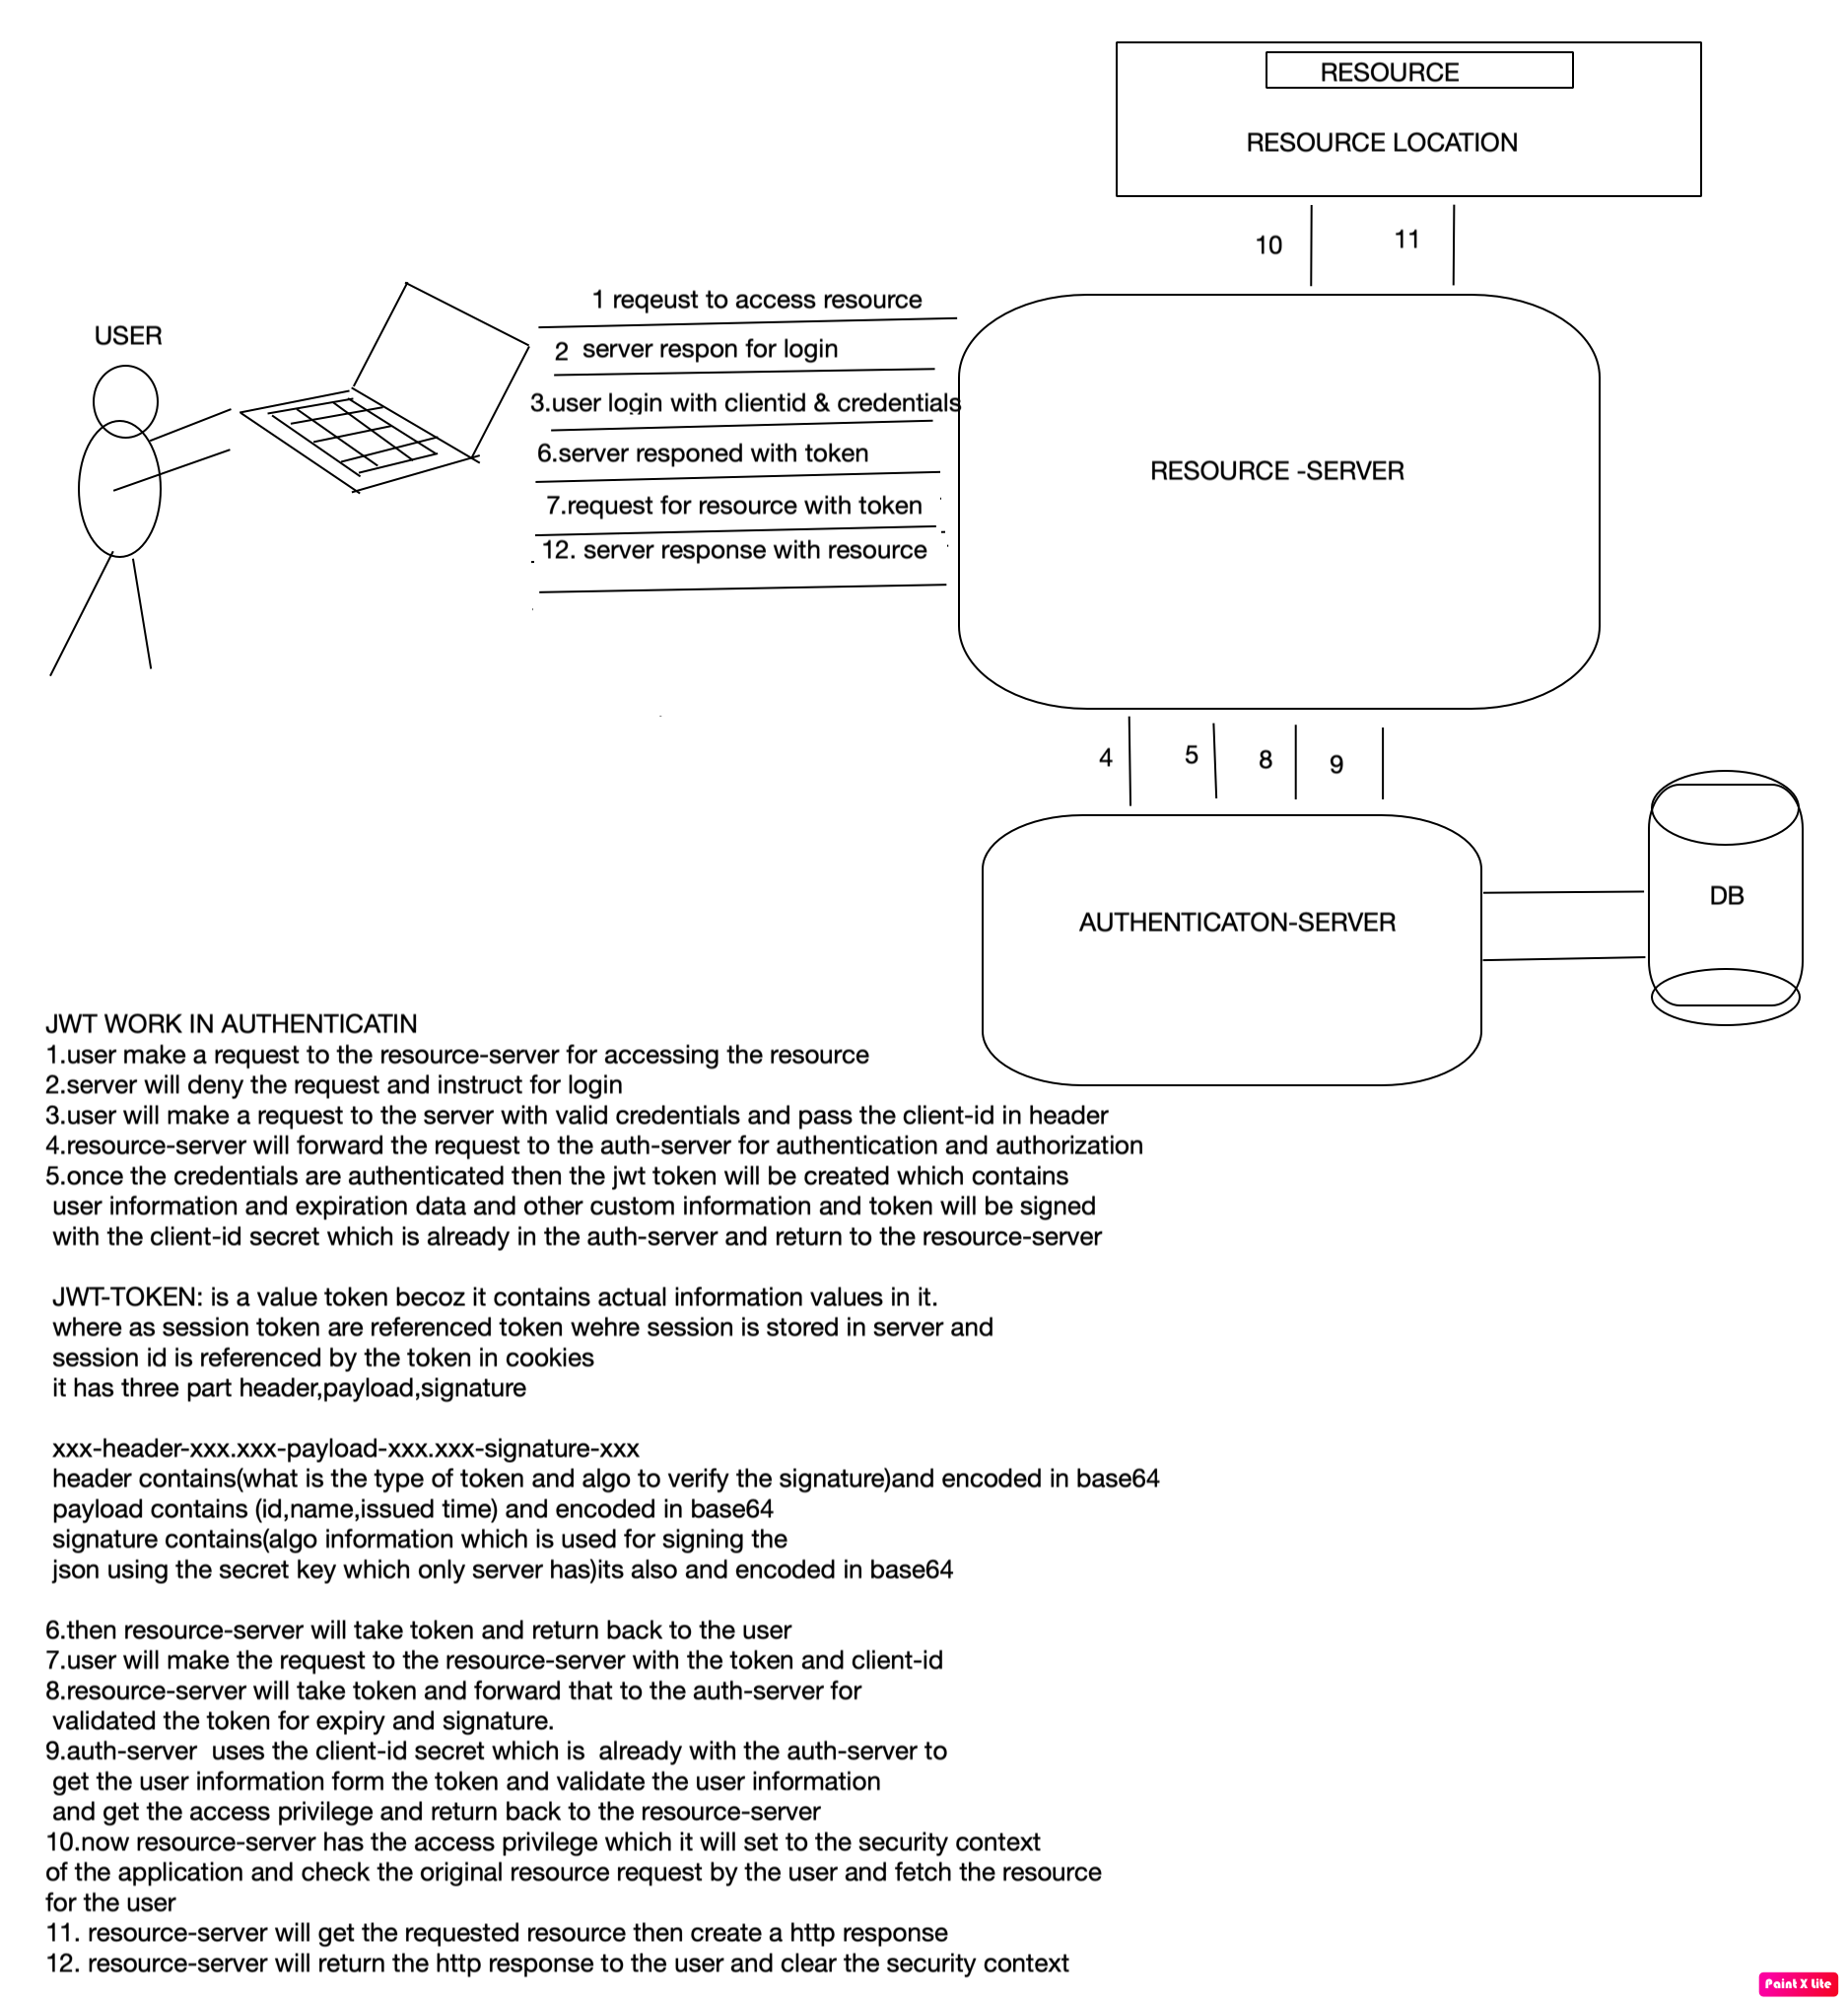 RESOURCE
RESOURCE LOCATION
10
11
USER
1 reqeust to access resource
2 server respon for login
3.user login with clientid & credentials
6.server responed with token
7.request for resource with token
12. server response with resource
RESOURCE -SERVER
4
5
8
9
AUTHENTICATON-SERVER
DB
JWT WORK IN AUTHENTICATIN
1.user make a request to the resource-server for accessing the resource
2.server will deny the request and instruct for login
3.user will make a request to the server with valid credentials and pass the client-id in header
4.resource-server will forward the request to the auth-server for authentication and authorization
5.once the credentials are authenticated then the jwt token will be created which contains
user information and expiration data and other custom information and token will be signed
with the client-id secret which is already in the auth-server and return to the resource-server
JWT-TOKEN: is a value token becoz it contains actual information values in it.
where as session token are referenced token wehre session is stored in server and
session id is referenced by the token in cookies
it has three part header,payload,signature
xxx-header-xxx.xxx-payload-xxx.xxx-signature-xxx
header contains(what is the type of token and algo to verify the signature)and encoded in base64
payload contains (id,name,issued time) and encoded in base64
signature contains(algo information which is used for signing the
json using the secret key which only server has)its also and encoded in base64
6.then resource-server will take token and return back to the user
7.user will make the request to the resource-server with the token and client-id
8.resource-server will take token and forward that to the auth-server for
validated the token for expiry and signature.
9.auth-server  uses the client-id secret which is  already with the auth-server to
get the user information form the token and validate the user information
and get the access privilege and return back to the resource-server
10.now resource-server has the access privilege which it will set to the security context
of the application and check the original resource request by the user and fetch the resource
for the user
11. resource-server will get the requested resource then create a http response
12. resource-server will return the http response to the user and clear the security context
Paint X Lite